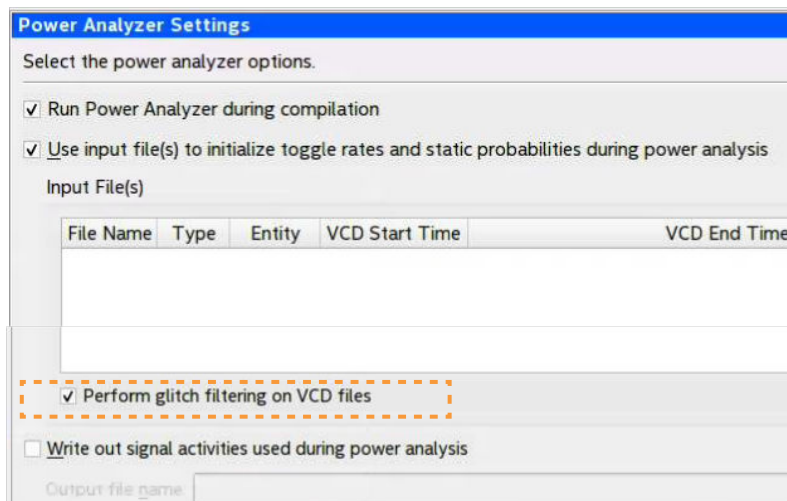 Power Analyzer Settings
Select the power analyzer options.
Run Power Analyzer during compilation
Use input file(s) to initialize toggle rates and static probabilities during power analysis
Input File(s)
File Name Type Entity VCD Start Time VCD End Time
Perform glitch filtering on VCD files
Write out signal activities used during power analysis
Output file name: